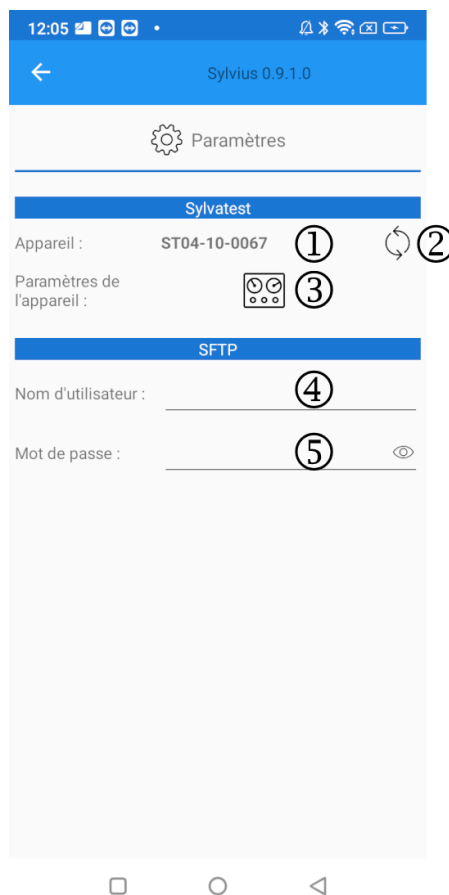 12:05
Sylvius 0.9.1.0
Paramètres
Sylvatest
Appareil : ST04-10-0067 ① ②
Paramètres de
l'appareil : ③
SFTP
Nom d'utilisateur : ④
Mot de passe : ⑤